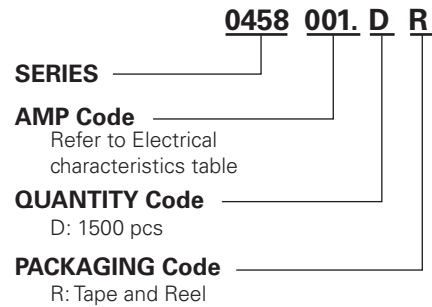 0458 001. D R
SERIES
AMP Code
Refer to Electrical
characteristics table
QUANTITY Code
D: 1500 pcs
PACKAGING Code
R: Tape and Reel